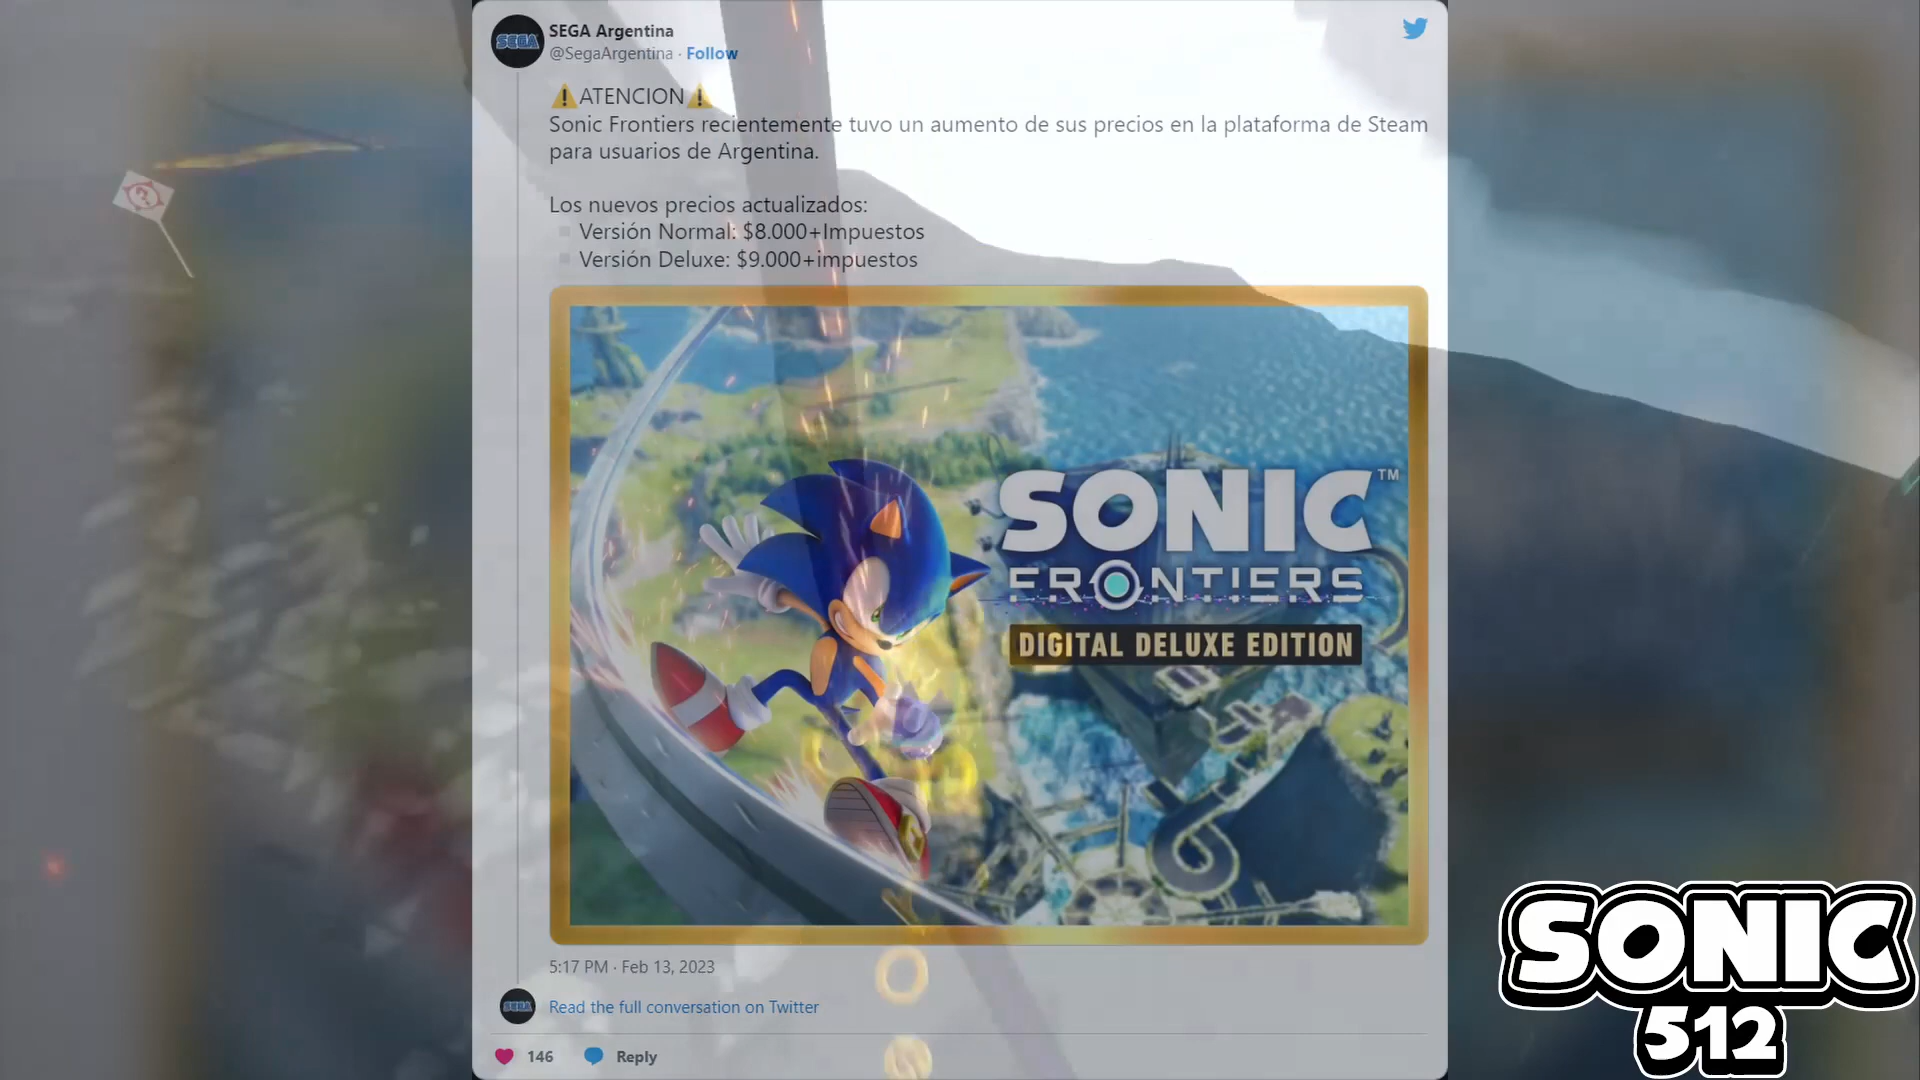 SEGA
SEGA Argentina
@SegaArgentina · Follow
⚠️ATENCION⚠️
Sonic Frontiers recientemente tuvo un aumento de sus precios en la plataforma de Steam
para usuarios de Argentina.
Los nuevos precios actualizados:
▫️ Versión Normal: $8.000+Impuestos
▫️ Versión Deluxe: $9.000+impuestos
SONIC™
FRONTIERS
DIGITAL DELUXE EDITION
5:17 PM · Feb 13, 2023
SEGA
Read the full conversation on Twitter
146
Reply
SONIC
512